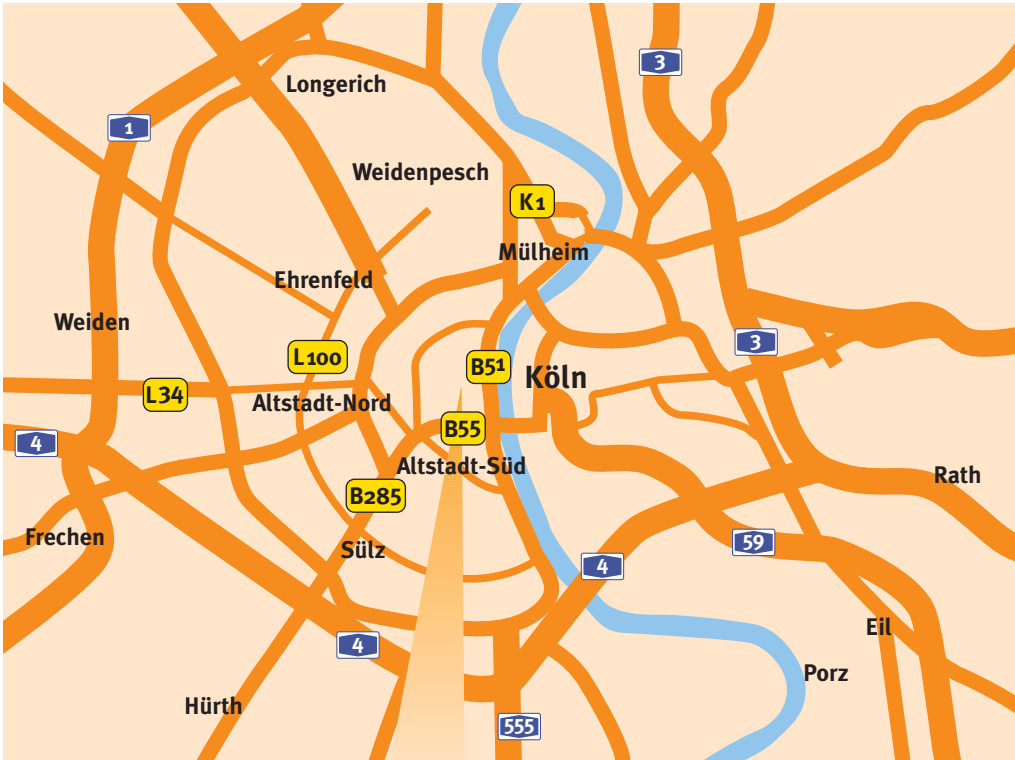 3
Longerich
1
Weidenpesch
K1
Mülheim
Ehrenfeld
Weiden
3
L100
B51
Köln
L34
Altstadt-Nord
B55
4
Altstadt-Süd
Rath
B285
Frechen
59
Sülz
4
Eil
4
Porz
Hürth
555